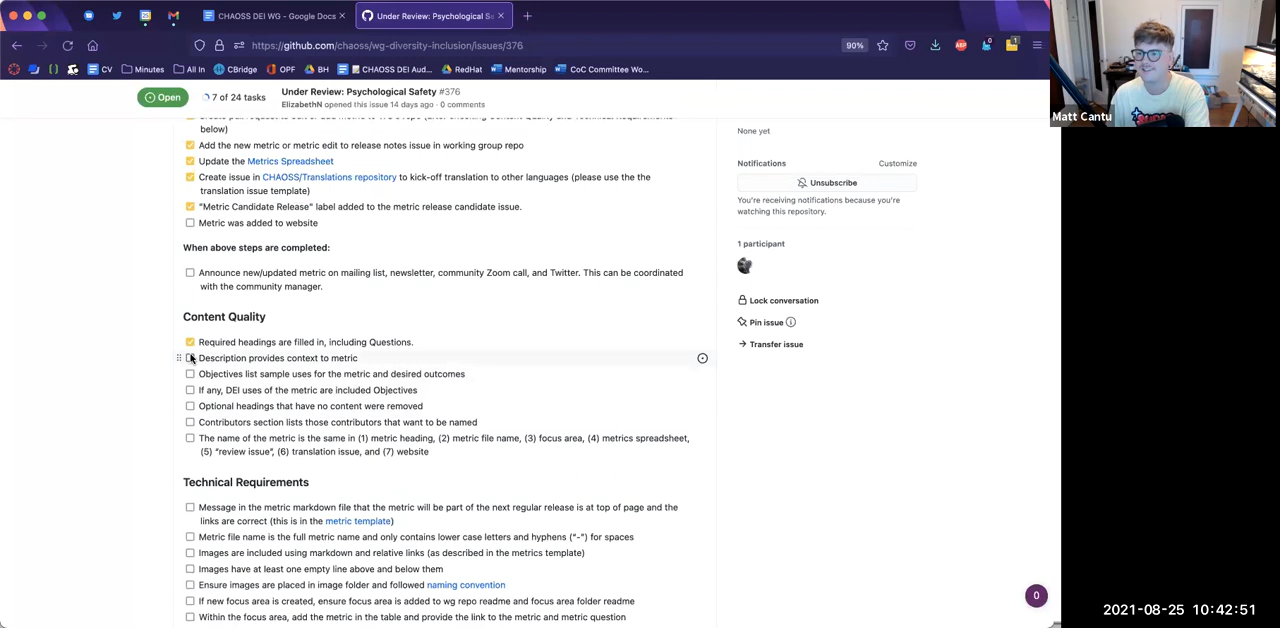 CHAOSS DEI WG - Google Docs
Under Review: Psychological S
https://github.com/chaoss/wg-diversity-inclusion/issues/376
90%
ABP
0
1
CV
Minutes
All In
CBridge
OPF
BH
CHAOSS DEI Aud...
RedHat
Mentorship
CoC Committee Wo...
Matt Cantu
Open
7 of 24 tasks
Under Review: Psychological Safety #376
ElizabethN opened this issue 14 days ago · 0 comments
below)
Add the new metric or metric edit to release notes issue in working group repo
Update the Metrics Spreadsheet
Create issue in CHAOSS/Translations repository to kick-off translation to other languages (please use the the
translation issue template)
"Metric Candidate Release" label added to the metric release candidate issue.
Metric was added to website
When above steps are completed:
Announce new/updated metric on mailing list, newsletter, community Zoom call, and Twitter. This can be coordinated
with the community manager.
Content Quality
Required headings are filled in, including Questions.
Description provides context to metric
Objectives list sample uses for the metric and desired outcomes
If any, DEI uses of the metric are included Objectives
Optional headings that have no content were removed
Contributors section lists those contributors that want to be named
The name of the metric is the same in (1) metric heading, (2) metric file name, (3) focus area, (4) metrics spreadsheet,
(5) "review issue", (6) translation issue, and (7) website
Technical Requirements
Message in the metric markdown file that the metric will be part of the next regular release is at top of page and the
links are correct (this is in the metric template)
Metric file name is the full metric name and only contains lower case letters and hyphens ("-") for spaces
Images are included using markdown and relative links (as described in the metrics template)
Images have at least one empty line above and below them
Ensure images are placed in image folder and followed naming convention
If new focus area is created, ensure focus area is added to wg repo readme and focus area folder readme
Within the focus area, add the metric in the table and provide the link to the metric and metric question
None yet
Notifications
Customize
Unsubscribe
You're receiving notifications because you're
watching this repository.
1 participant
Lock conversation
Pin issue
Transfer issue
0
2021-08-25 10:42:51